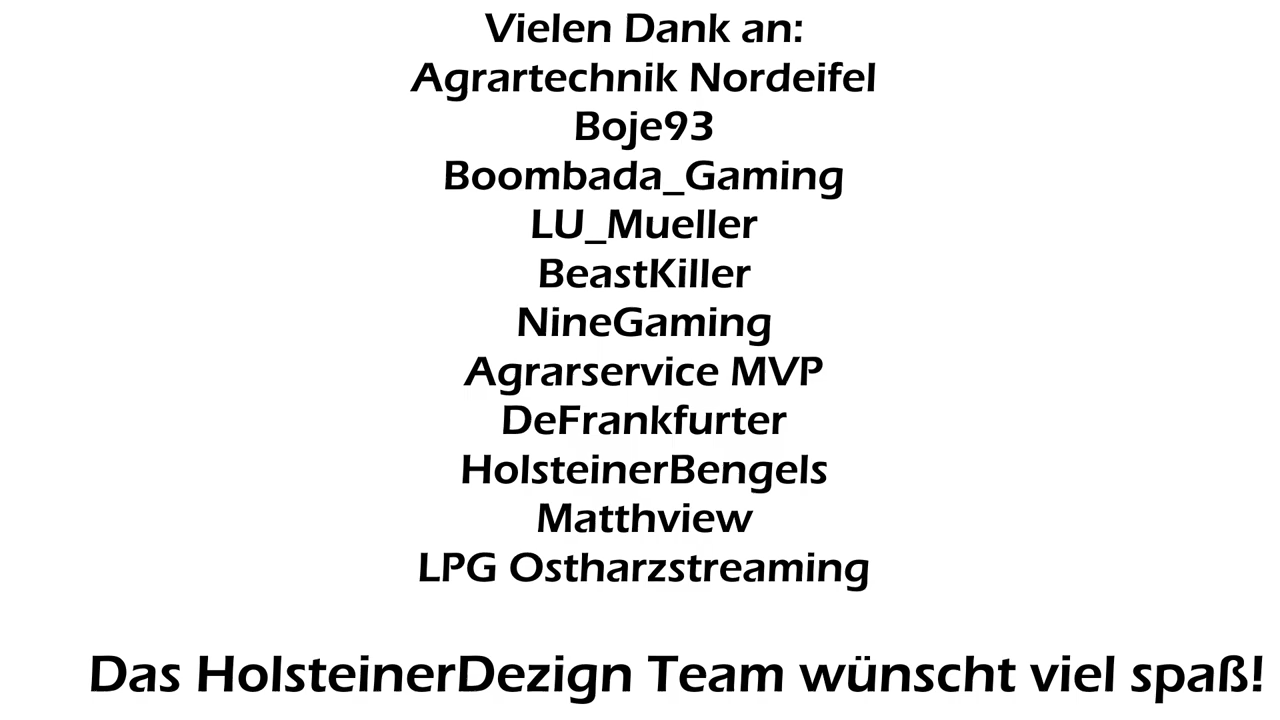 Vielen Dank an:
Agrartechnik Nordeifel
Boje93
Boombada_Gaming
LU_Mueller
BeastKiller
NineGaming
Agrarservice MVP
DeFrankfurter
HolsteinerBengels
Matthview
LPG Ostharzstreaming
Das HolsteinerDezign Team wünscht viel spaß!